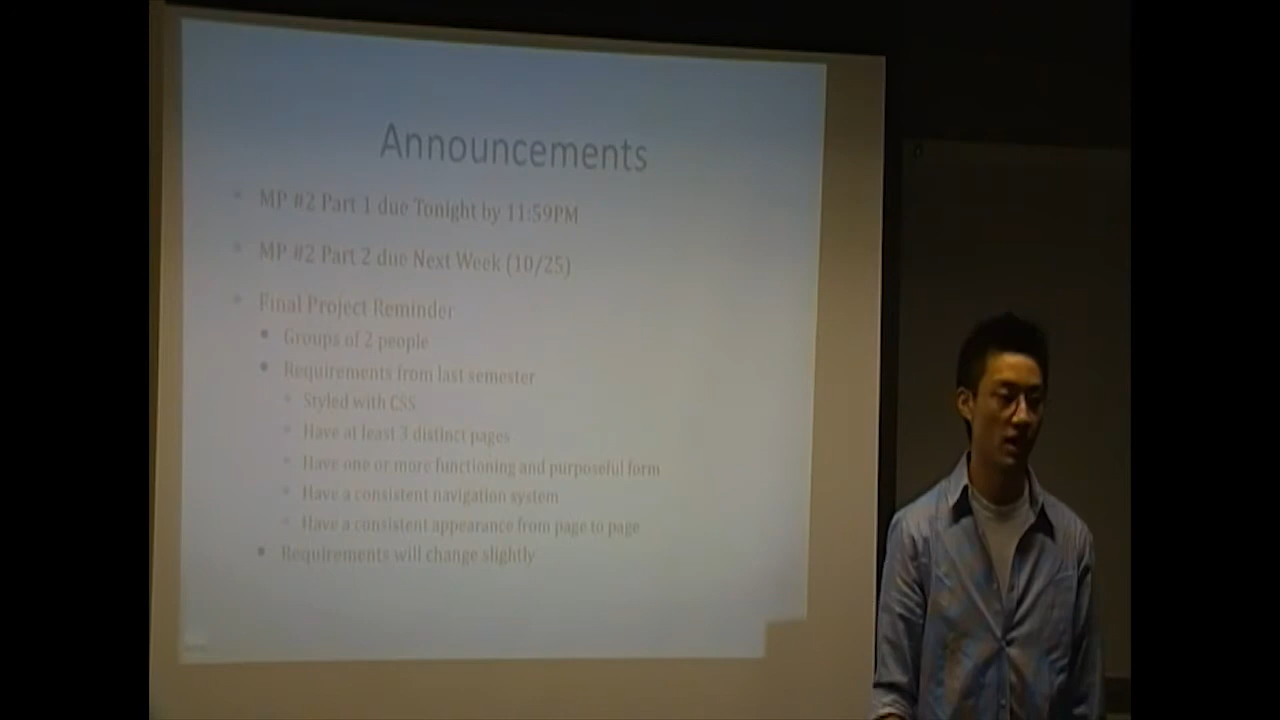 Announcements
MP #2 Part 1 due Tonight by 11:59PM
MP #2 Part 2 due Next Week (10/25)
Final Project Reminder
Groups of 2 people
Requirements from last semester
Styled with CSS
Have at least 3 distinct pages
Have one or more functioning and purposeful form
Have a consistent navigation system
Have a consistent appearance from page to page
Requirements will change slightly